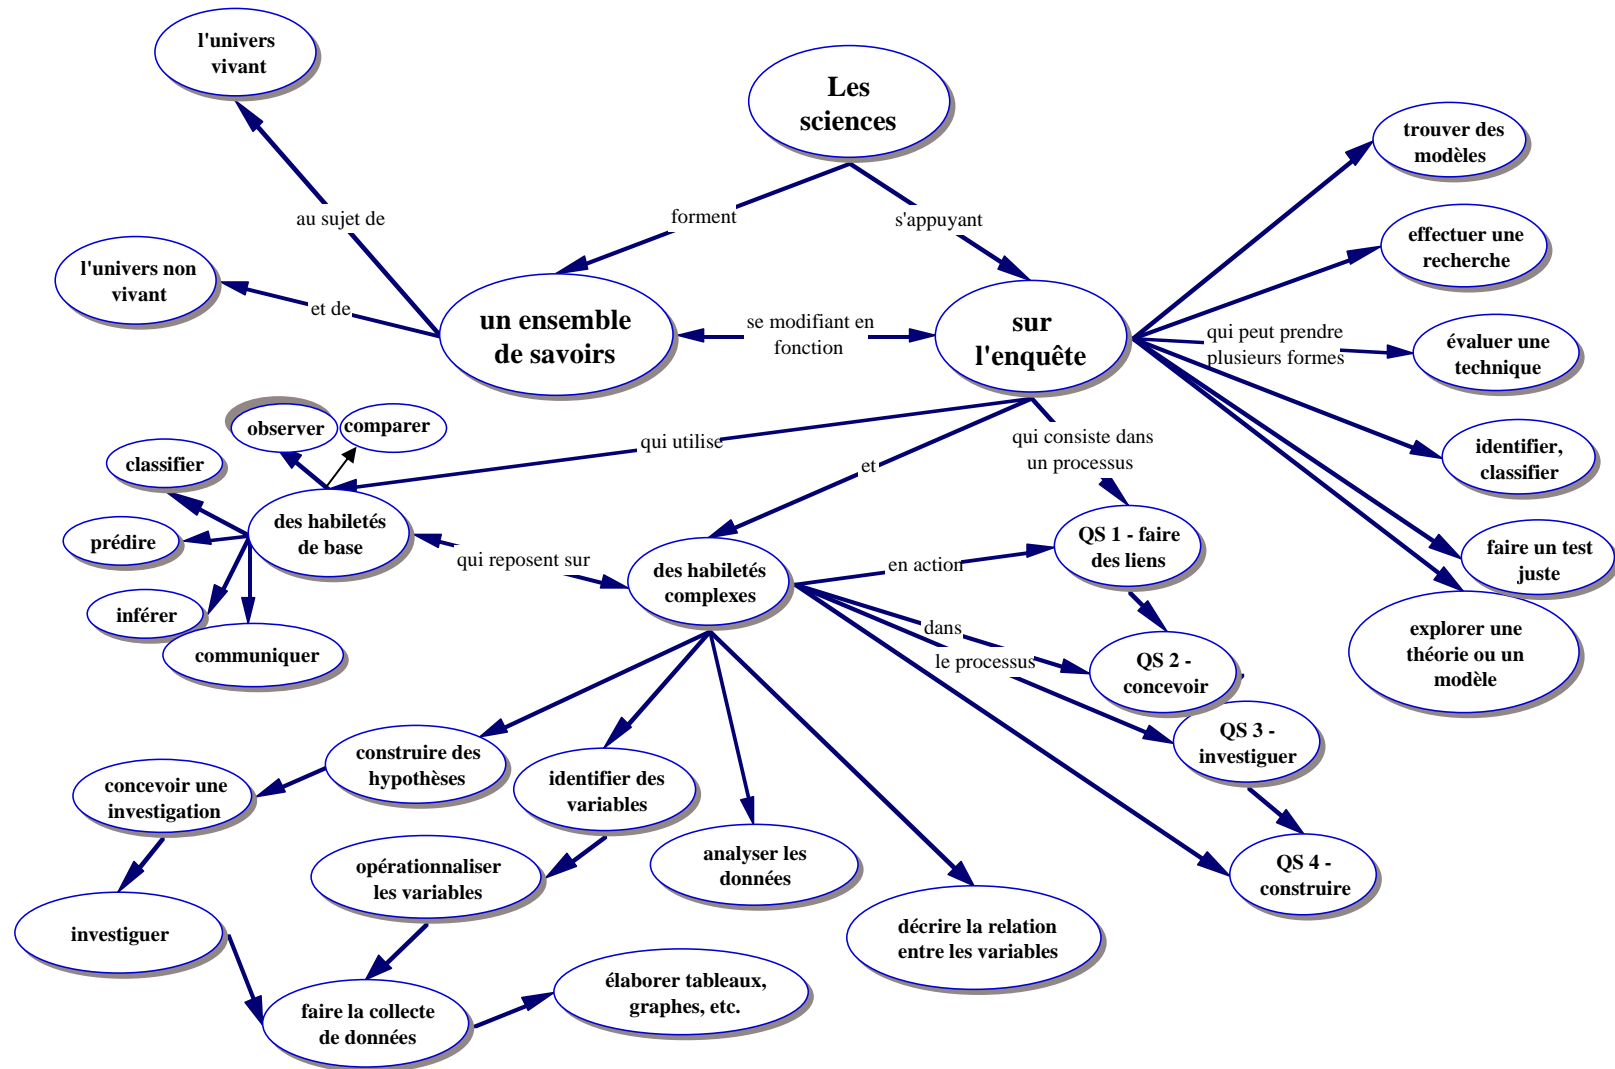 l'univers
vivant
Les
sciences
trouver des
modèles
au sujet de
forment
s'appuyant
effectuer une
recherche
l'univers non
vivant
et de
un ensemble
de savoirs
se modifiant en
fonction
sur
l'enquête
qui peut prendre
plusieurs formes
évaluer une
technique
observer
comparer
qui utilise
et
qui consiste dans
un processus
identifier,
classifier
classifier
des habiletés
de base
prédire
inférer
communiquer
qui reposent sur
des habiletés
complexes
en action
QS 1 - faire
des liens
faire un test
juste
dans
le processus
QS 2 -
concevoir
explorer une
théorie ou un
modèle
QS 3 -
investiguer
construire des
hypothèses
identifier des
variables
concevoir une
investigation
opérationnaliser
les variables
analyser les
données
QS 4 -
construire
investiguer
décrire la relation
entre les variables
élaborer tableaux,
graphes, etc.
faire la collecte
de données